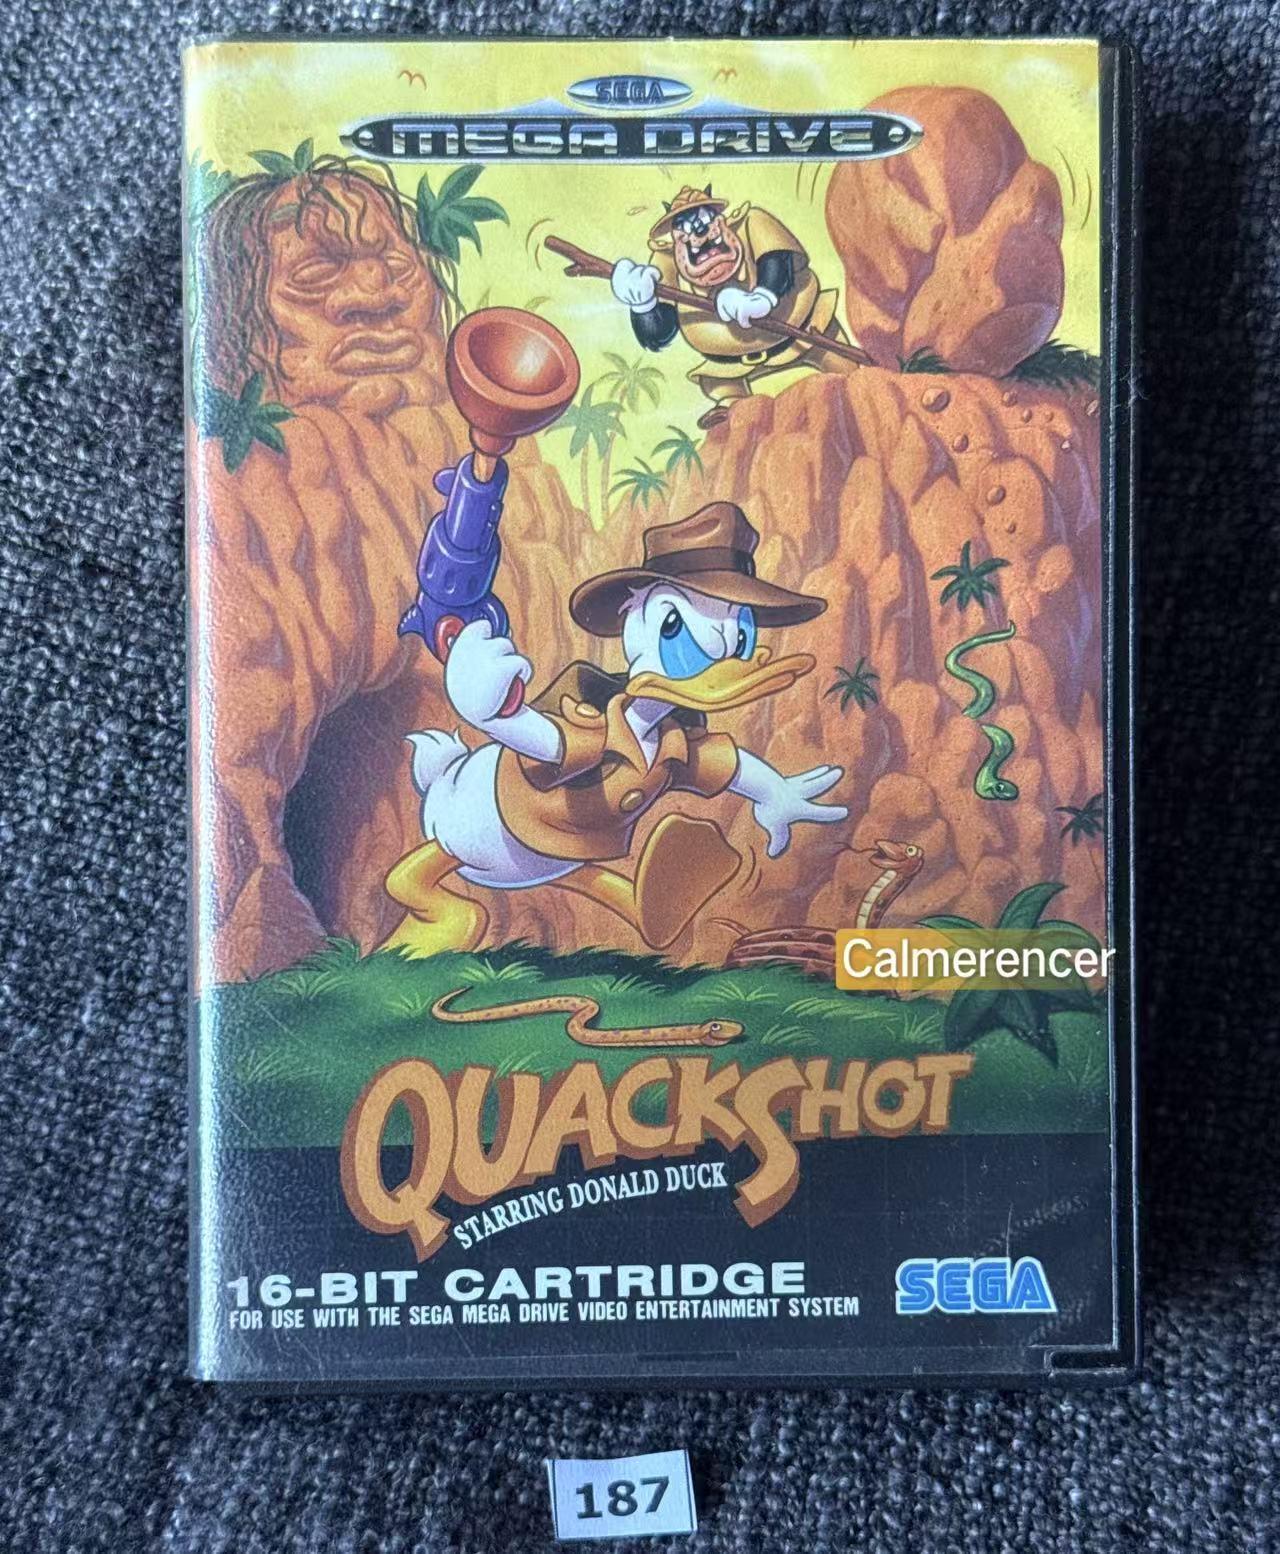 SEGA
MEGA DRIVE
Calmerencer
QUACKSHOT
STARRING DONALD DUCK
16-BIT CARTRIDGE
FOR USE WITH THE SEGA MEGA DRIVE VIDEO ENTERTAINMENT SYSTEM
SEGA
187